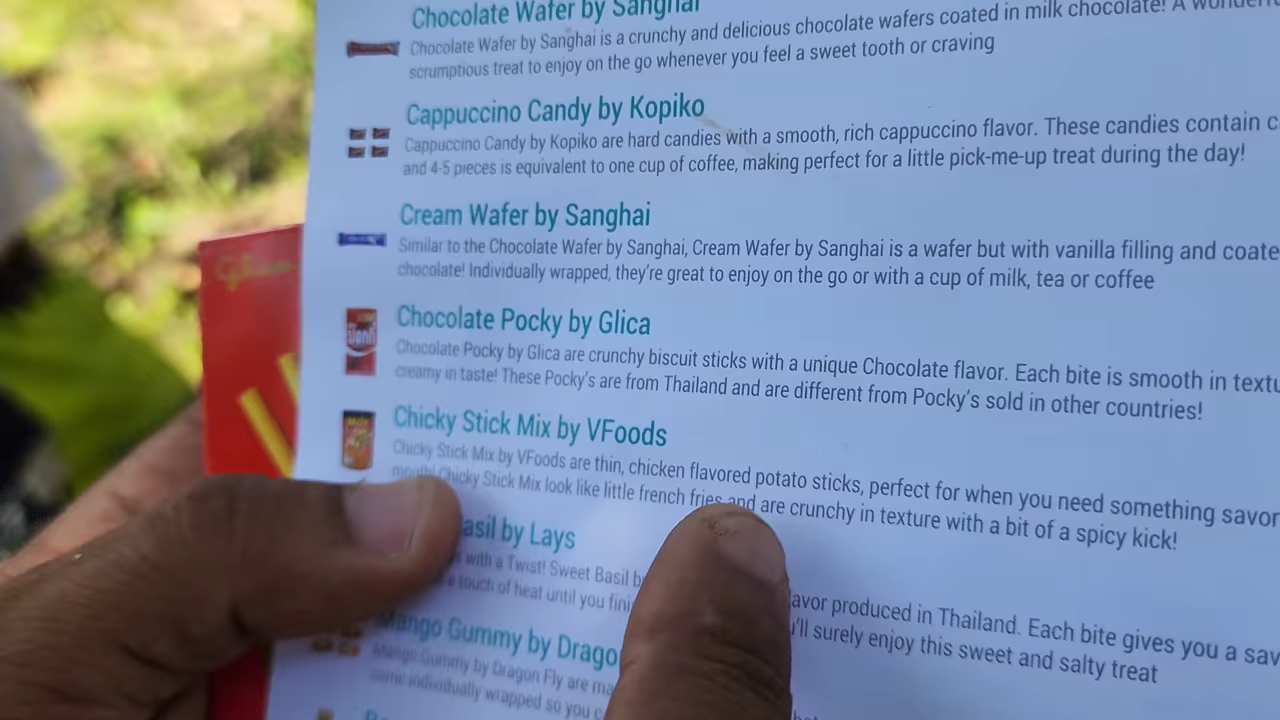 Chocolate Wafer by Sanghai
Chocolate Wafer by Sanghai is a crunchy and delicious chocolate wafers coated in milk chocolate! A
scrumptious treat to enjoy on the go whenever you feel a sweet tooth or craving
Cappuccino Candy by Kopiko
Cappuccino Candy by Kopiko are hard candies with a smooth, rich cappuccino flavor. These candies contain
and 4-5 pieces is equivalent to one cup of coffee, making perfect for a little pick-me-up treat during the day!
Cream Wafer by Sanghai
Similar to the Chocolate Wafer by Sanghai, Cream Wafer by Sanghai is a wafer but with vanilla filling and coate
chocolate! Individually wrapped, they're great to enjoy on the go or with a cup of milk, tea or coffee
Chocolate Pocky by Glica
Chocolate Pocky by Glica are crunchy biscuit sticks with a unique Chocolate flavor. Each bite is smooth in textu
creamy in taste! These Pocky's are from Thailand and are different from Pocky's sold in other countries!
Chicky Stick Mix by VFoods
Chicky Stick Mix by VFoods are thin, chicken flavored potato sticks, perfect for when you need something savor
mouth! Chicky Stick Mix look like little french fries and are crunchy in texture with a bit of a spicy kick!
asil by Lays
with a Twist! Sweet Basil b avor produced in Thailand. Each bite gives you a sav
a touch of heat until you fini 'll surely enjoy this sweet and salty treat
Mango Gummy by Drago
Mango Gummy by Dragon Fly are ma
individually wrapped so you c